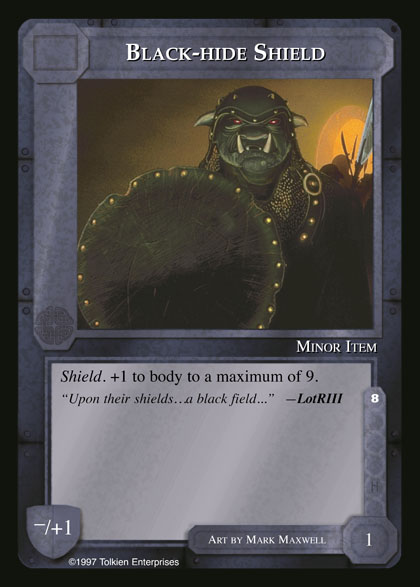 BLACK-HIDE SHIELD
MINOR ITEM
Shield. +1 to body to a maximum of 9.
“Upon their shields…a black field...” —LotRIII
8
–/+1
ART BY MARK MAXWELL
1
©1997 Tolkien Enterprises